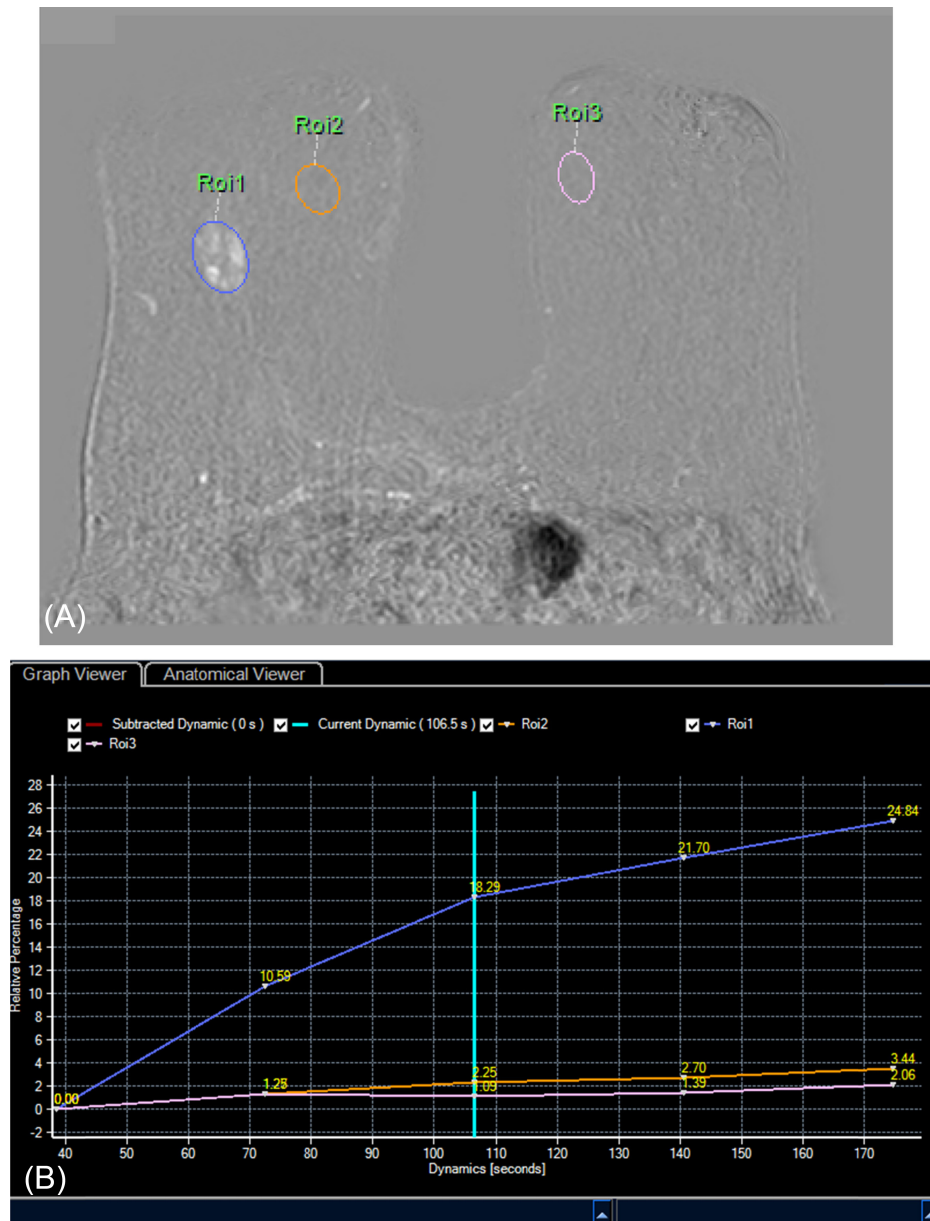 Roi2
Roi3
Roi1
(A)
Graph Viewer
Anatomical Viewer
Subtracted Dynamic ( 0 s )
Current Dynamic ( 106.5 s )
Roi2
Roi1
Roi3
Relative Percentage
28
26
24
22
20
18
16
14
12
10
8
6
4
2
0
-2
24.84
21.70
18.29
10.59
3.44
2.70
2.25
2.06
1.39
1.09
0.00
40 50 60 70 80 90 100 110 120 130 140 150 160 170
Dynamics [seconds]
(B)